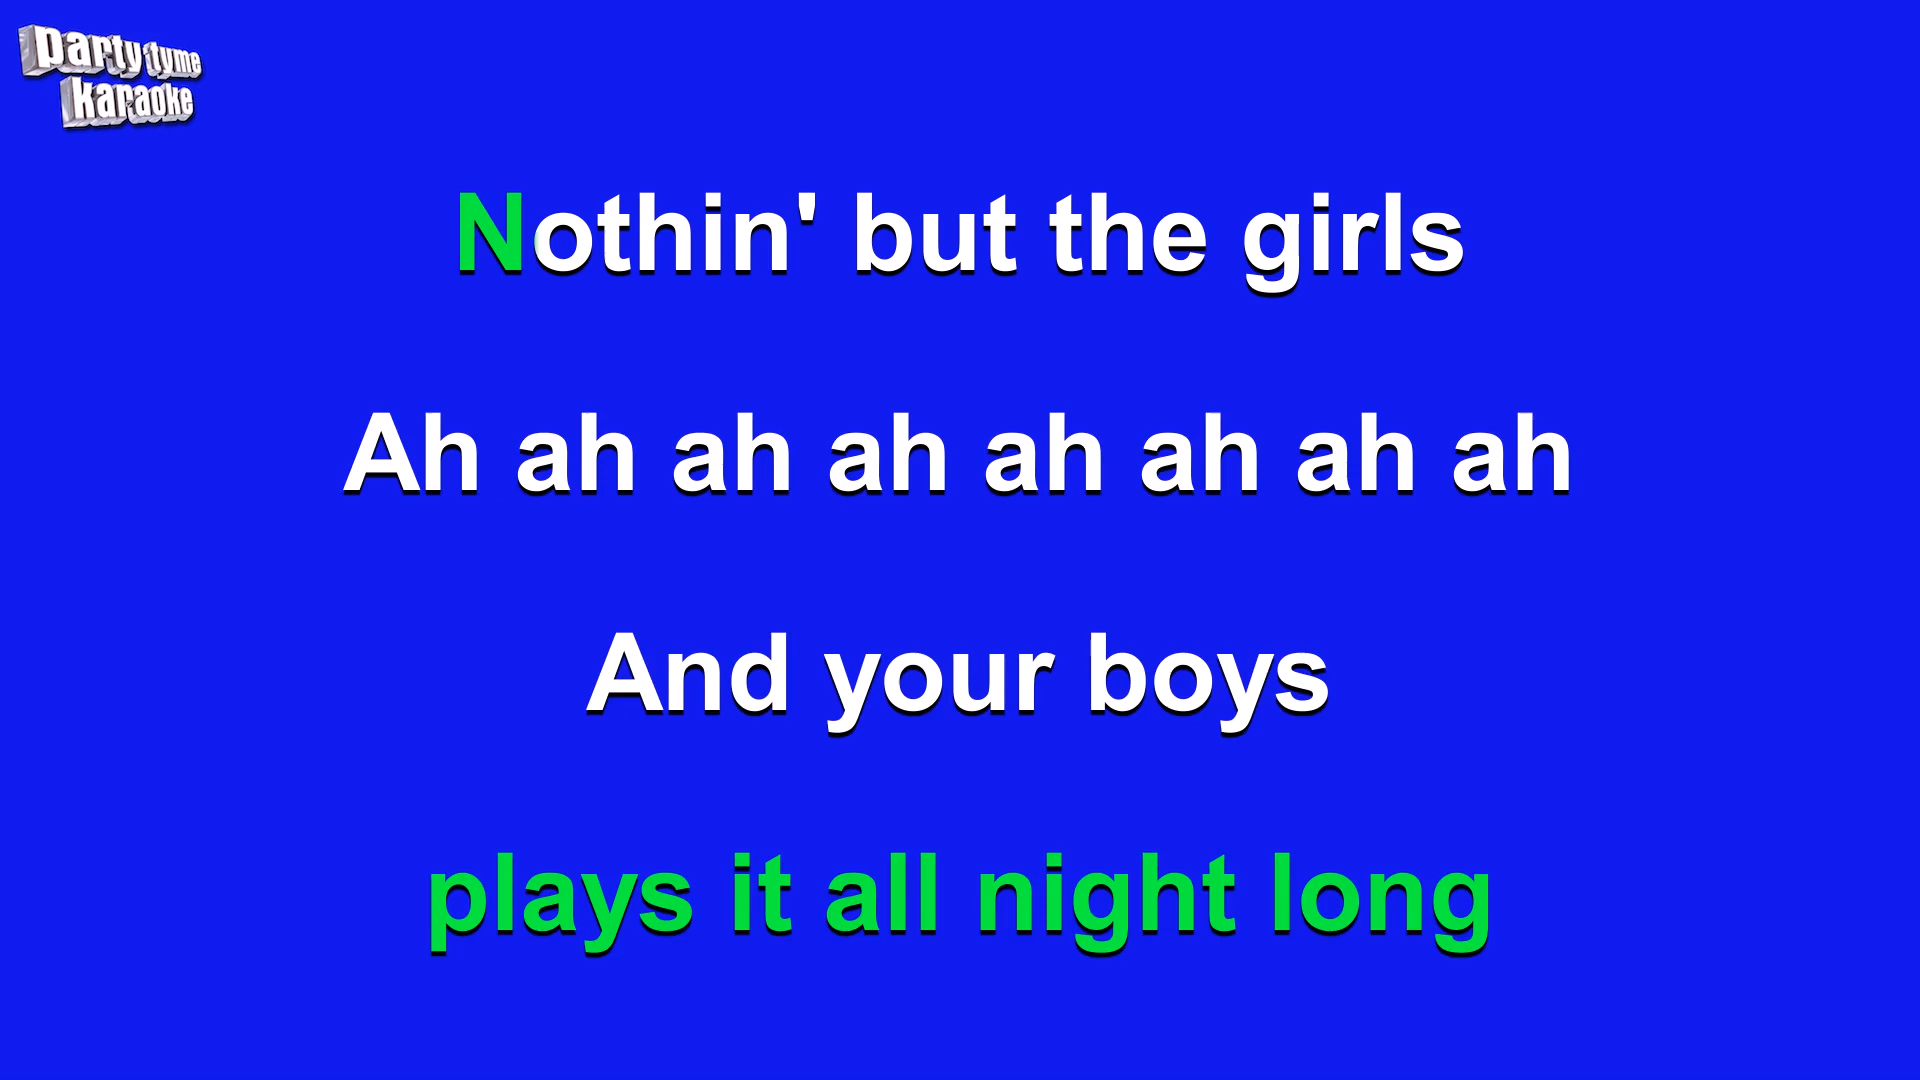 party tyme
karaoke
Nothin' but the girls
Ah ah ah ah ah ah ah ah
And your boys
plays it all night long